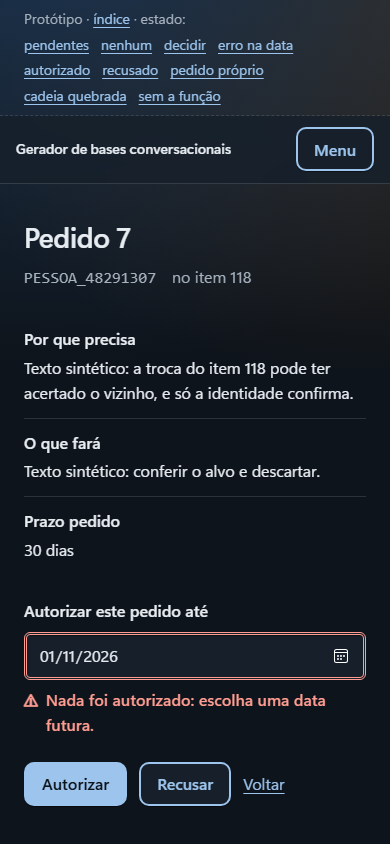 Protótipo · índice · estado:
pendentes nenhum decidir erro na data
autorizado recusado pedido próprio
cadeia quebrada sem a função
Gerador de bases conversacionais
Menu
Pedido 7
PESSOA_48291307 no item 118
Por que precisa
Texto sintético: a troca do item 118 pode ter
acertado o vizinho, e só a identidade confirma.
O que fará
Texto sintético: conferir o alvo e descartar.
Prazo pedido
30 dias
Autorizar este pedido até
01/11/2026
Nada foi autorizado: escolha uma data
futura.
Autorizar Recusar Voltar